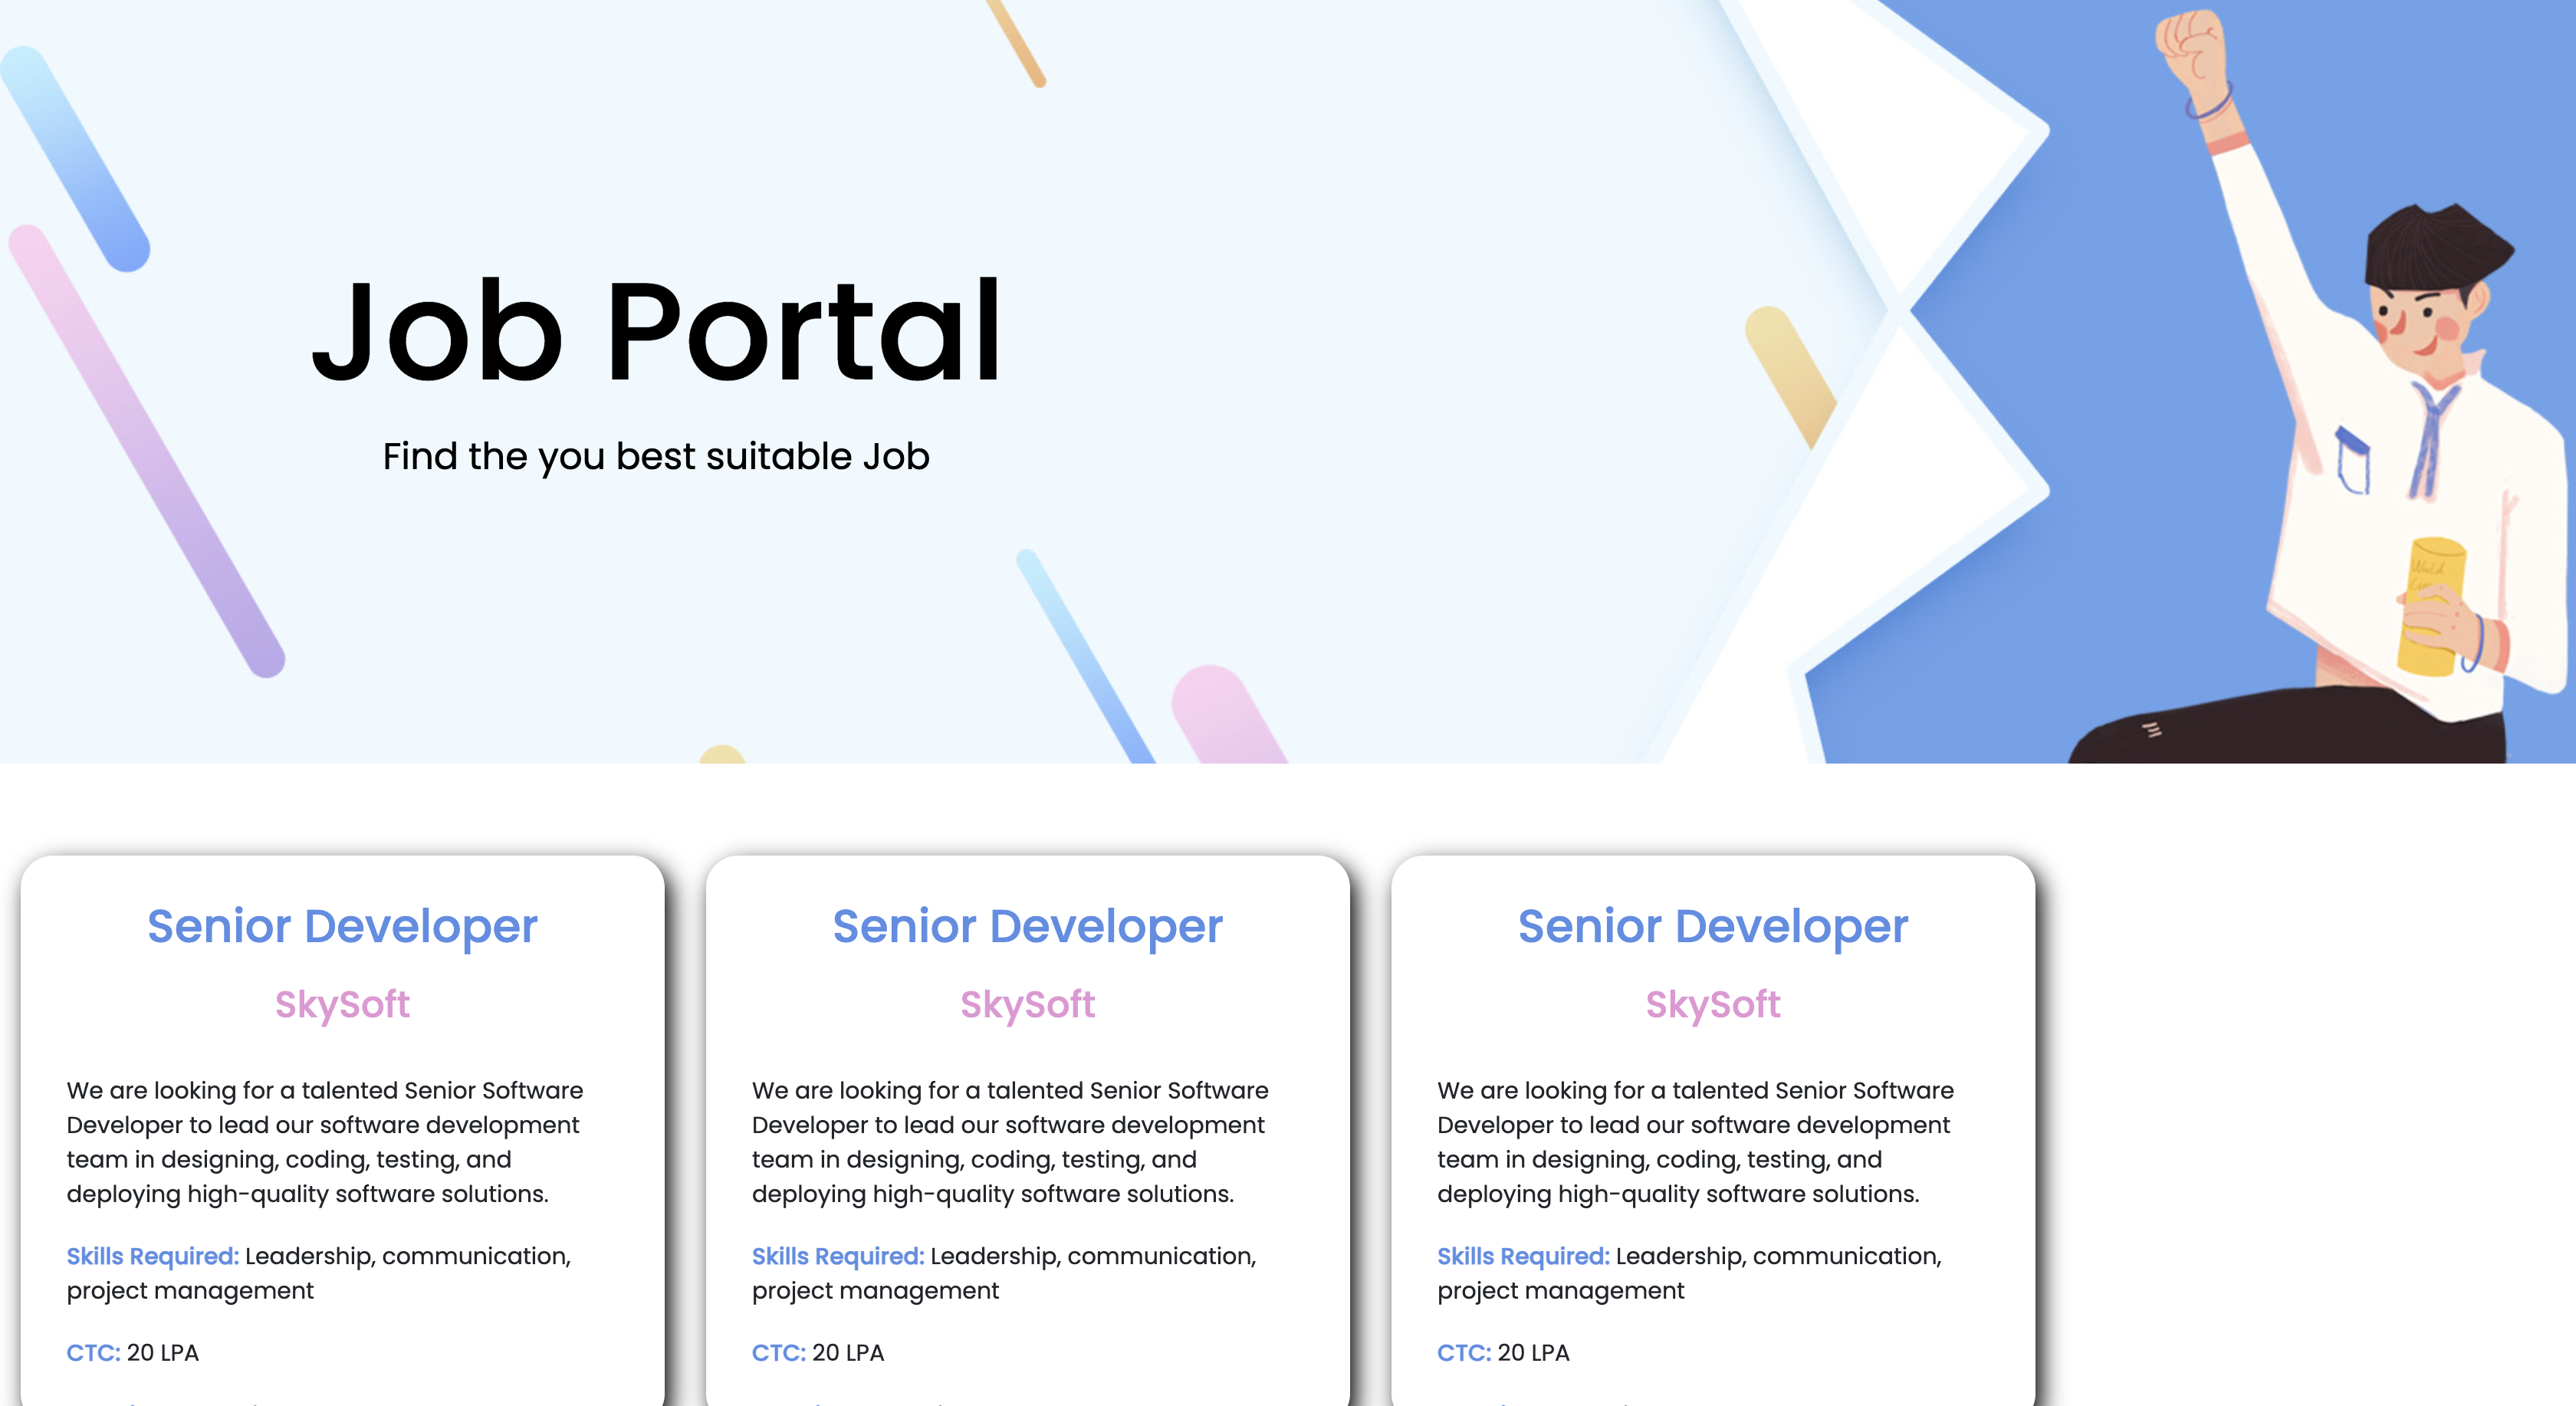 Job Portal
Find the you best suitable Job
Senior Developer
SkySoft
We are looking for a talented Senior Software
Developer to lead our software development
team in designing, coding, testing, and
deploying high-quality software solutions.
Skills Required: Leadership, communication,
project management
CTC: 20 LPA
Senior Developer
SkySoft
We are looking for a talented Senior Software
Developer to lead our software development
team in designing, coding, testing, and
deploying high-quality software solutions.
Skills Required: Leadership, communication,
project management
CTC: 20 LPA
Senior Developer
SkySoft
We are looking for a talented Senior Software
Developer to lead our software development
team in designing, coding, testing, and
deploying high-quality software solutions.
Skills Required: Leadership, communication,
project management
CTC: 20 LPA